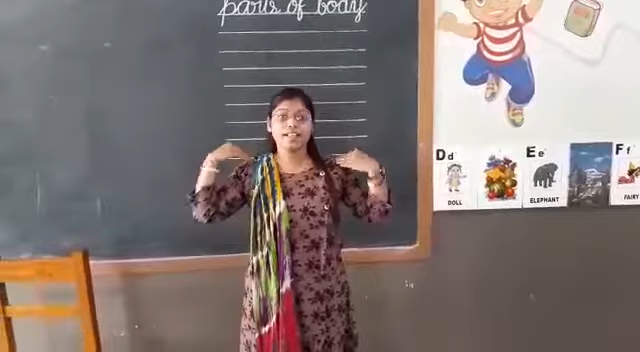 parts of body
Dd
Ee
Ff
DOLL
ELEPHANT
FAIRY